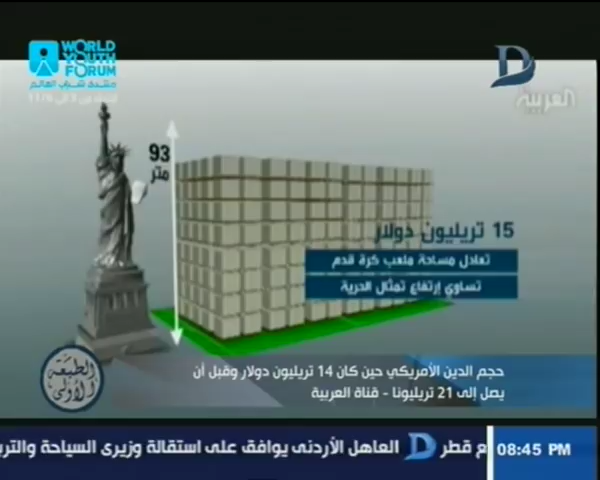 WORLD
YOUTH
FORUM
منتدى شباب العالم
العربية
93
متر
15 تريليون دولار
تعادل مساحة ملعب كرة قدم
تساوي إرتفاع تمثال الحرية
الطبعة
الأولى
حجم الدين الأمريكي حين كان 14 تريليون دولار وقبل أن
يصل إلى 21 تريليونا - قناة العربية
ع قطر العاهل الأردنى يوافق على استقالة وزيرى السياحة والترب
08:45 PM